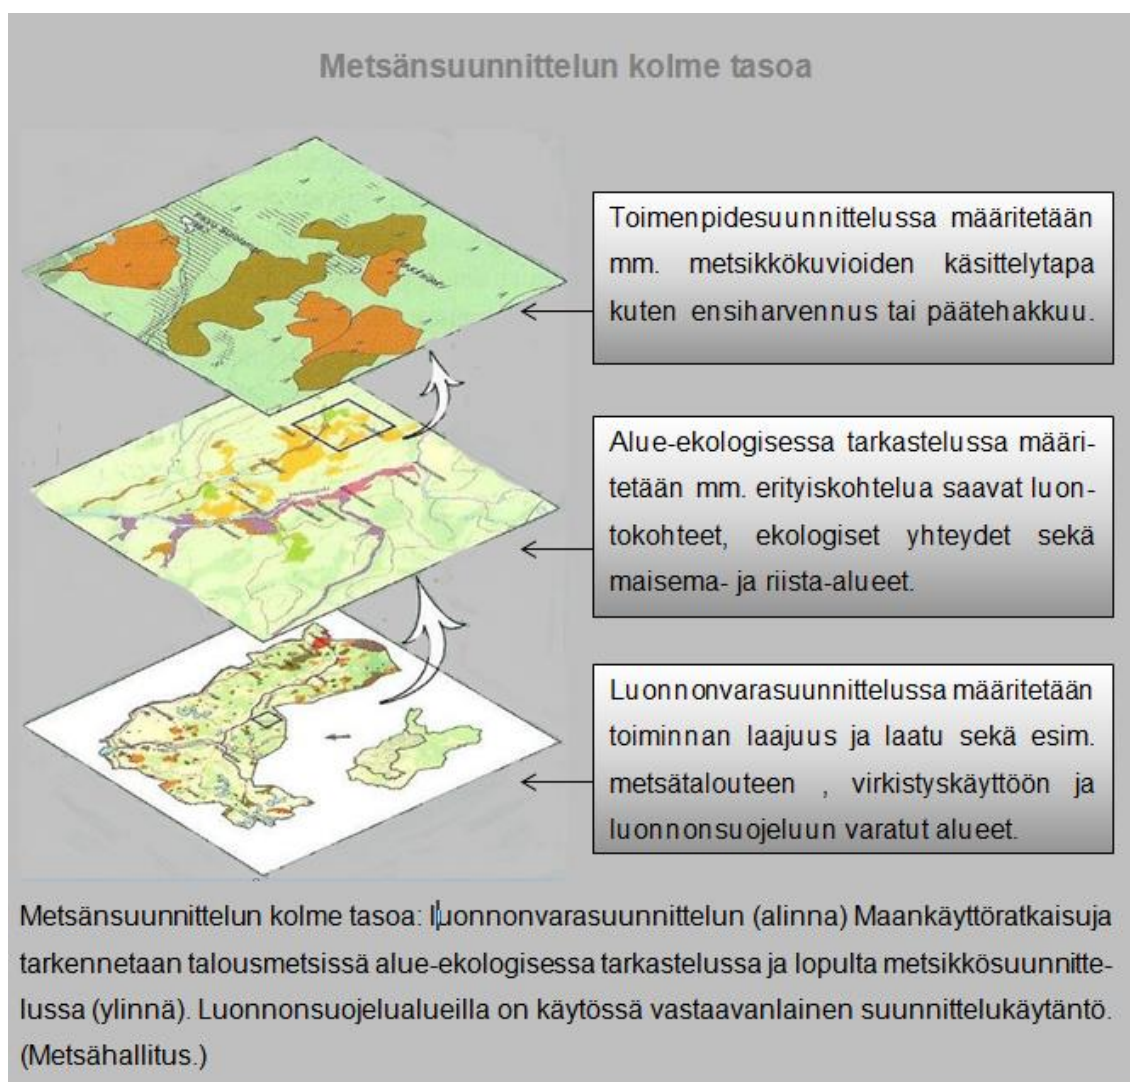 Metsänsuunnittelun kolme tasoa
Toimenpidesuunnittelussa määritetään
mm. metsikkökuvioiden käsittelytapa
kuten ensiharvennus tai päätehakkuu.
Alue-ekologisessa tarkastelussa määri-
tetään mm. erityiskohtelua saavat luon-
tokohteet, ekologiset yhteydet sekä
maisema- ja riista-alueet.
Luonnonvarasuunnittelussa määritetään
toiminnan laajuus ja laatu sekä esim.
metsätalouteen , virkistyskäyttöön ja
luonnonsuojeluun varatut alueet.
Metsänsuunnittelun kolme tasoa: luonnonvarasuunnittelun (alinna) Maankäyttöratkaisuja
tarkennetaan talousmetsissä alue-ekologisessa tarkastelussa ja lopulta metsikkösuunnitte-
lussa (ylinnä). Luonnonsuojelualueilla on käytössä vastaavanlainen suunnittelukäytäntö.
(Metsähallitus.)